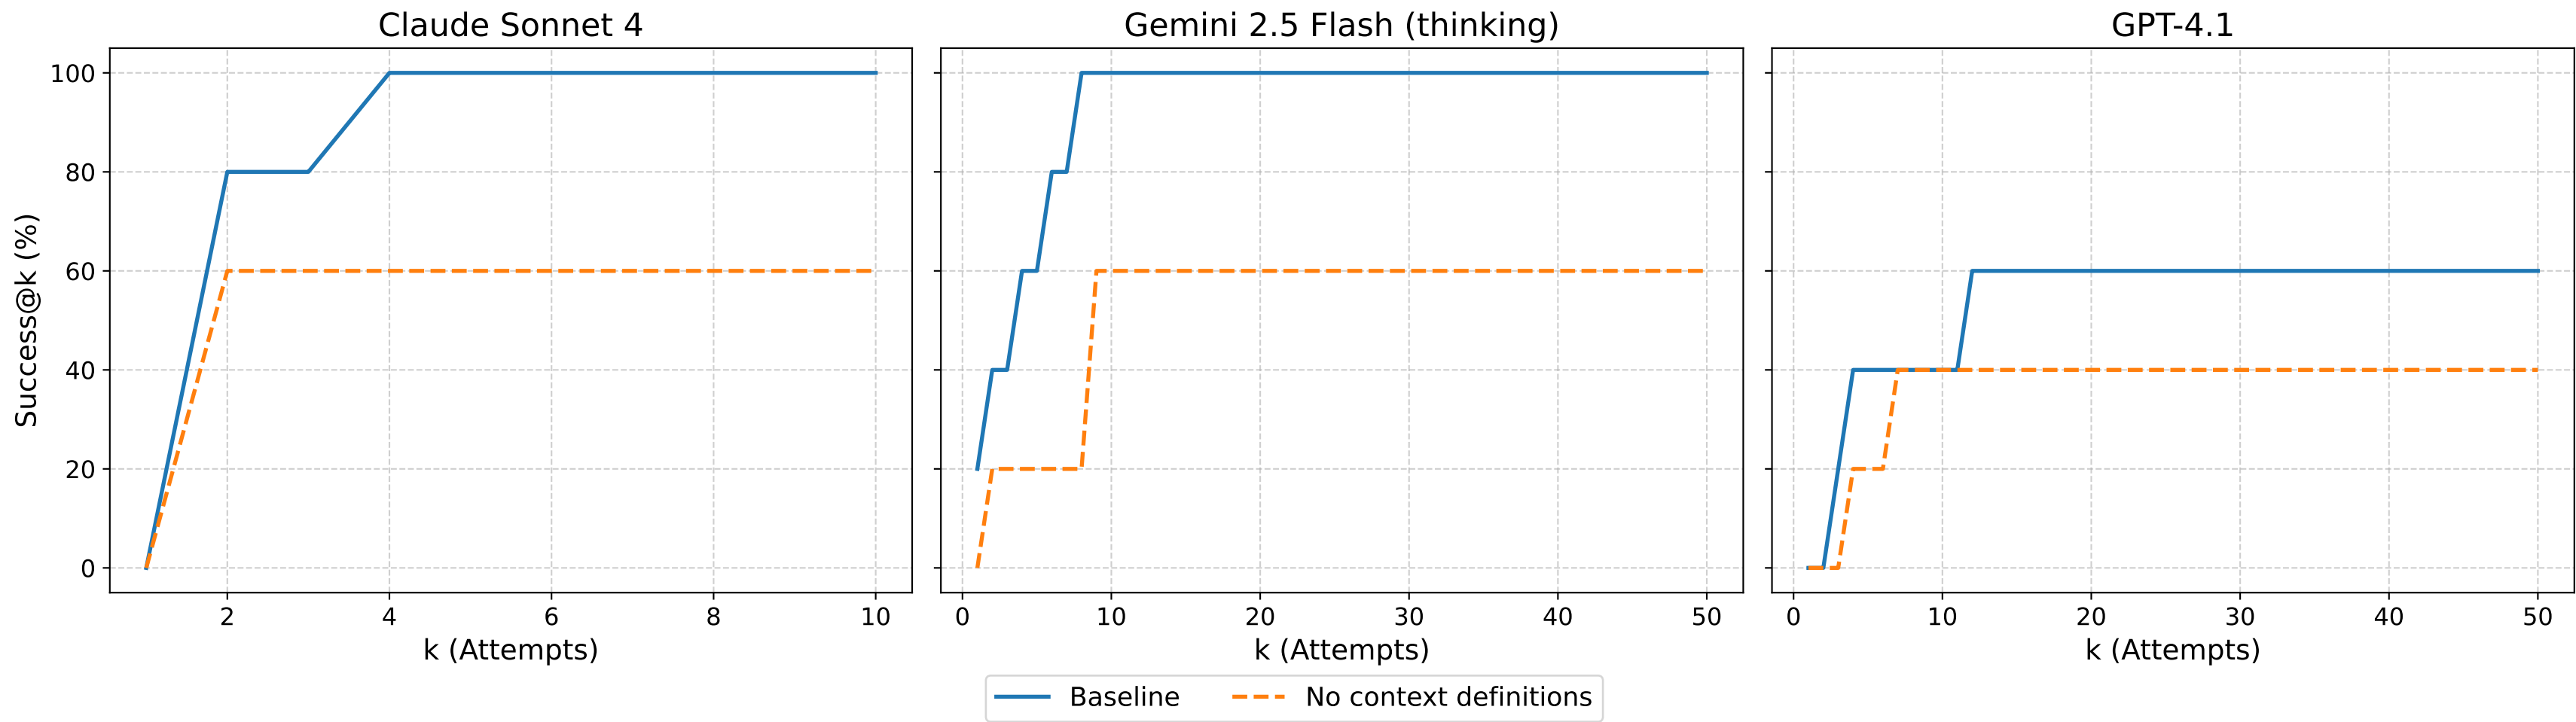 Claude Sonnet 4
Gemini 2.5 Flash (thinking)
GPT-4.1
Success@k (%)
100
80
60
40
20
0
2 4 6 8 10
0 10 20 30 40 50
0 10 20 30 40 50
k (Attempts)
k (Attempts)
k (Attempts)
Baseline
No context definitions